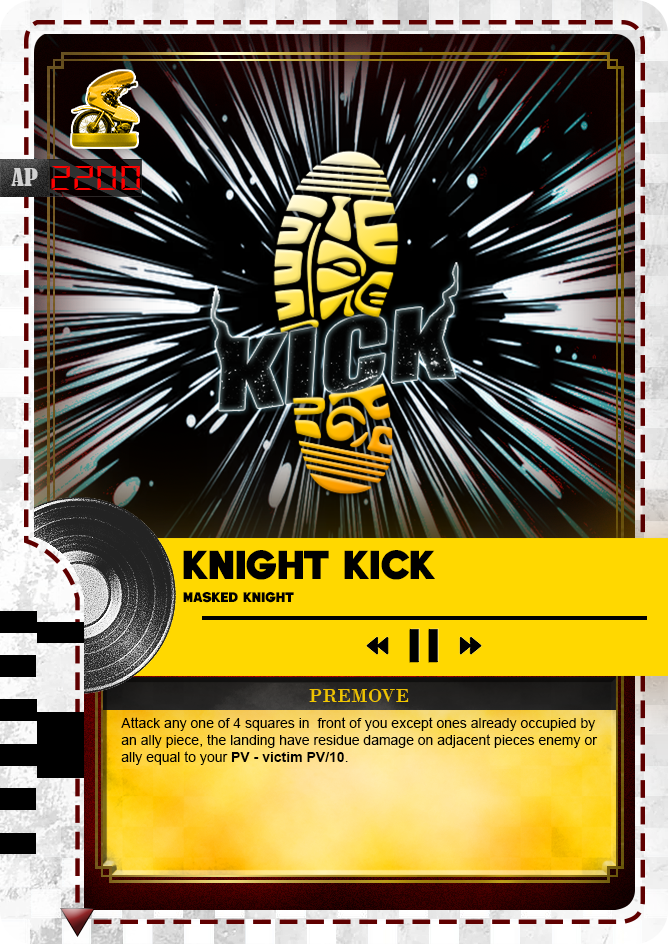 AP 2200
KICK
KNIGHT KICK
MASKED KNIGHT
PREMOVE
Attack any one of 4 squares in  front of you except ones already occupied by
an ally piece, the landing have residue damage on adjacent pieces enemy or
ally equal to your PV - victim PV/10.